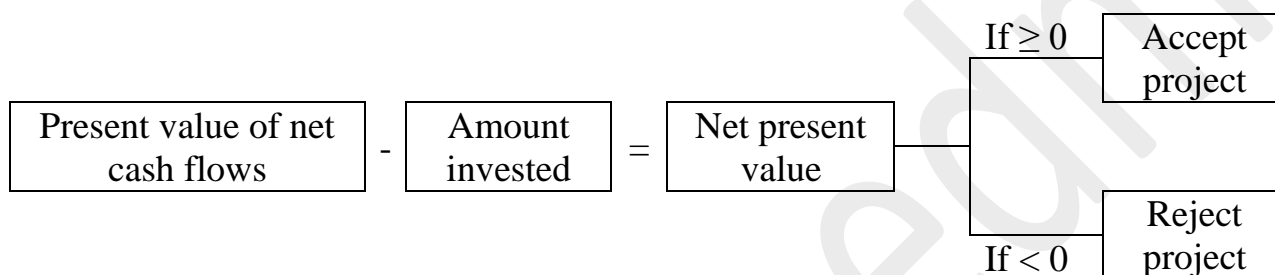 If ≥ 0
Accept
project
Present value of net
cash flows
-
Amount
invested
=
Net present
value
Reject
project
If < 0